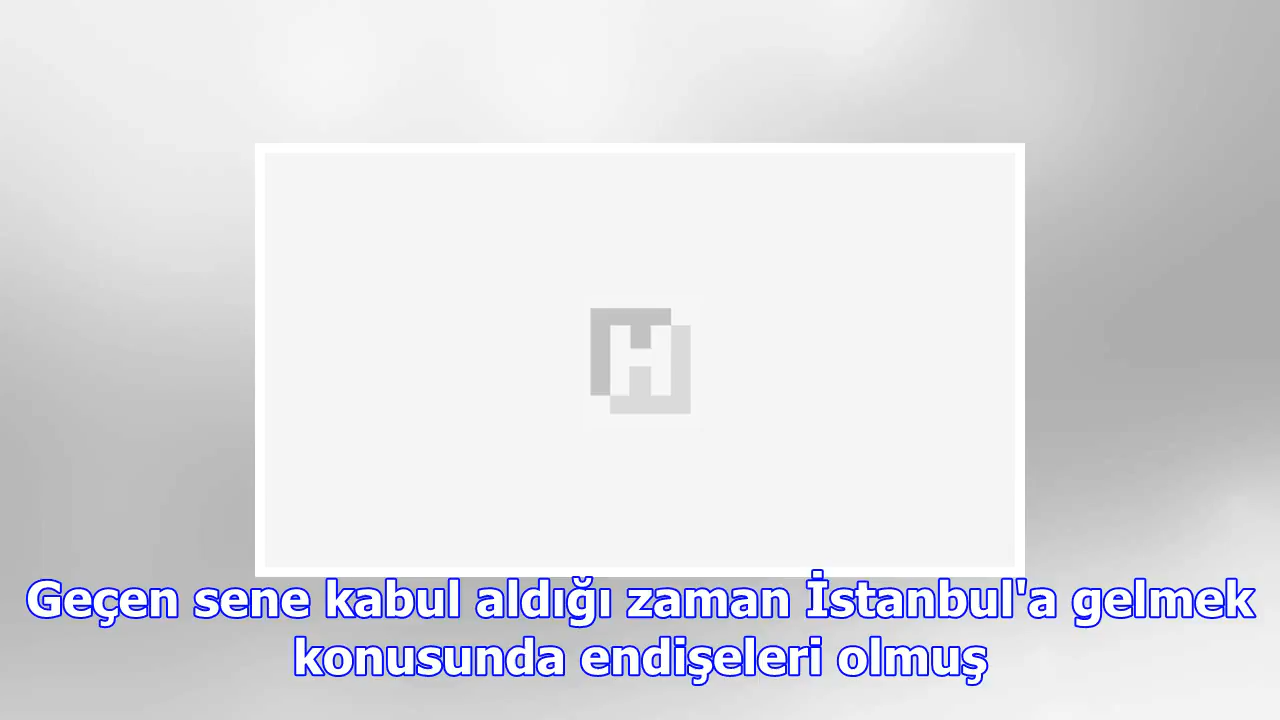 H
Geçen sene kabul aldığı zaman İstanbul'a gelmek
konusunda endişeleri olmuş